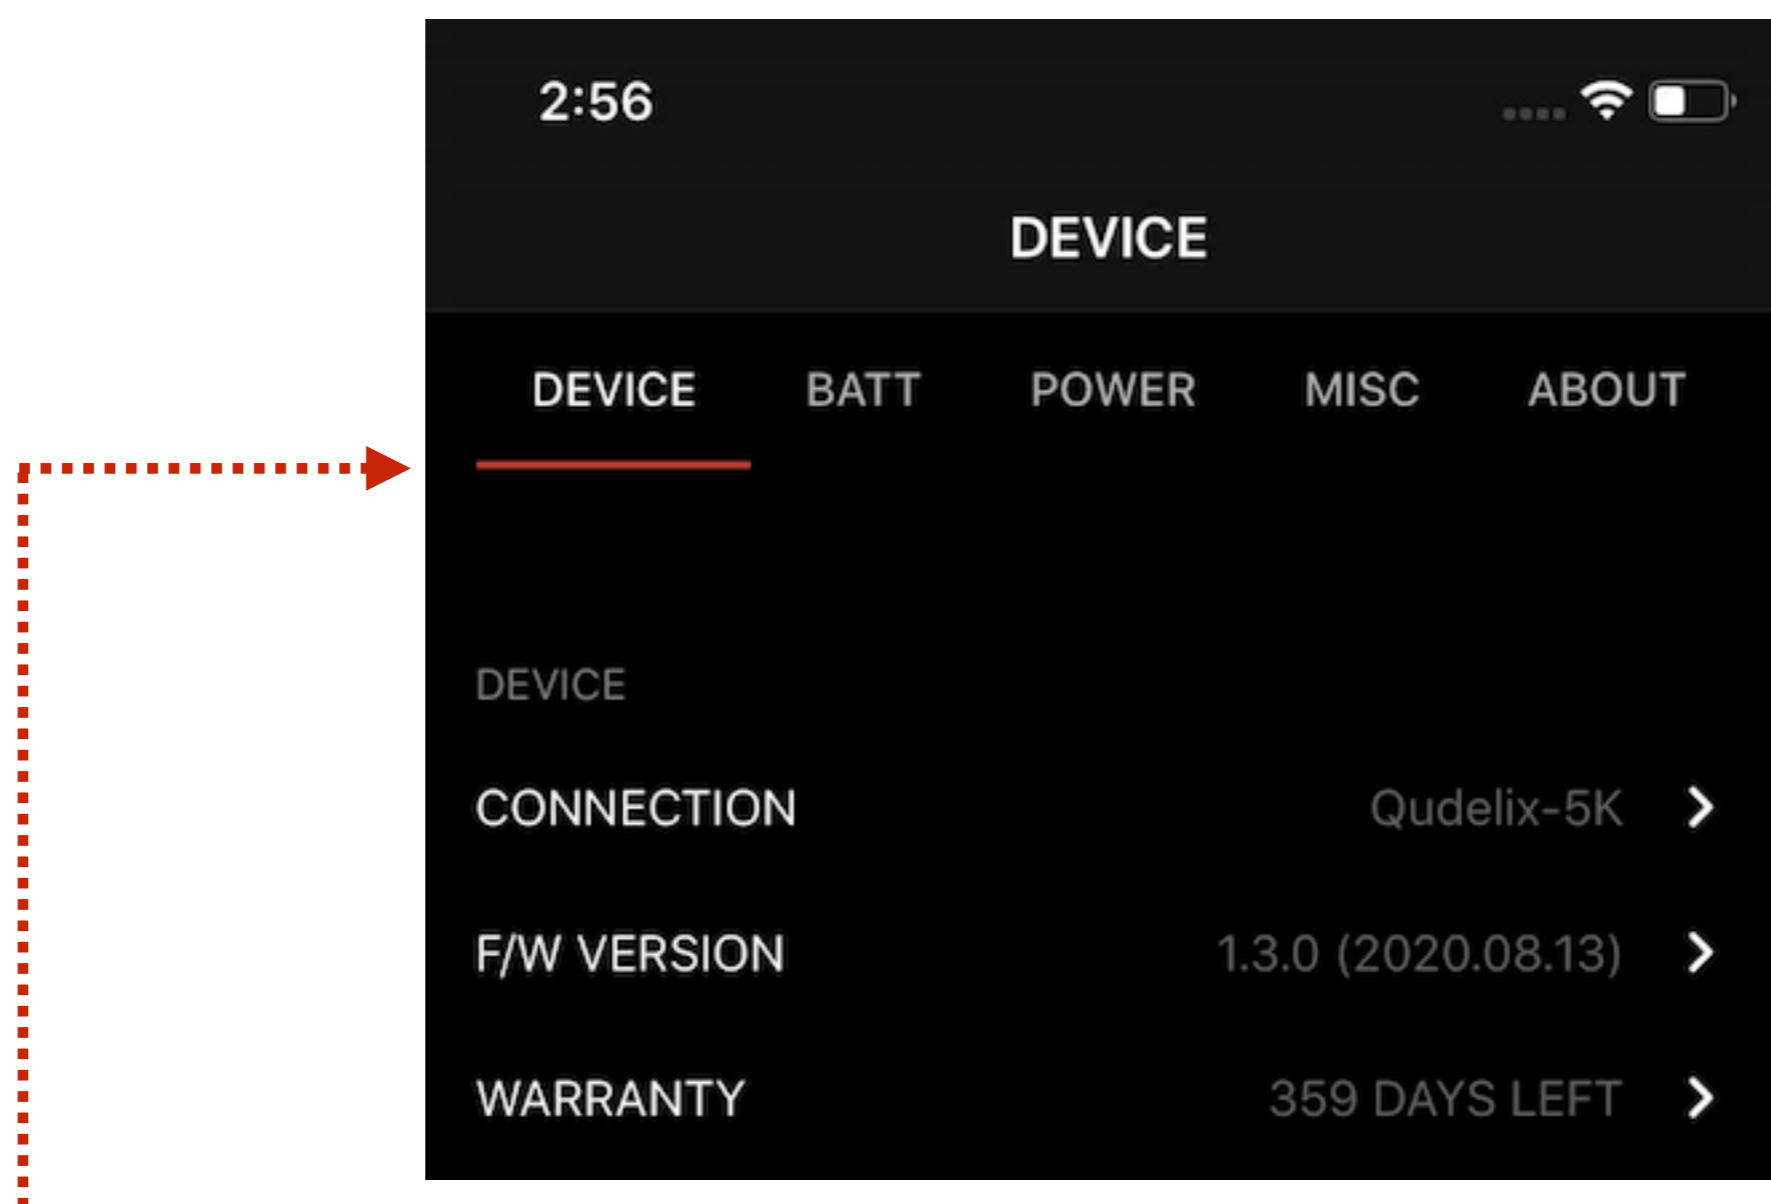 2:56
DEVICE
DEVICE BATT POWER MISC ABOUT
DEVICE
CONNECTION Qudelix-5K
F/W VERSION 1.3.0 (2020.08.13)
WARRANTY 359 DAYS LEFT